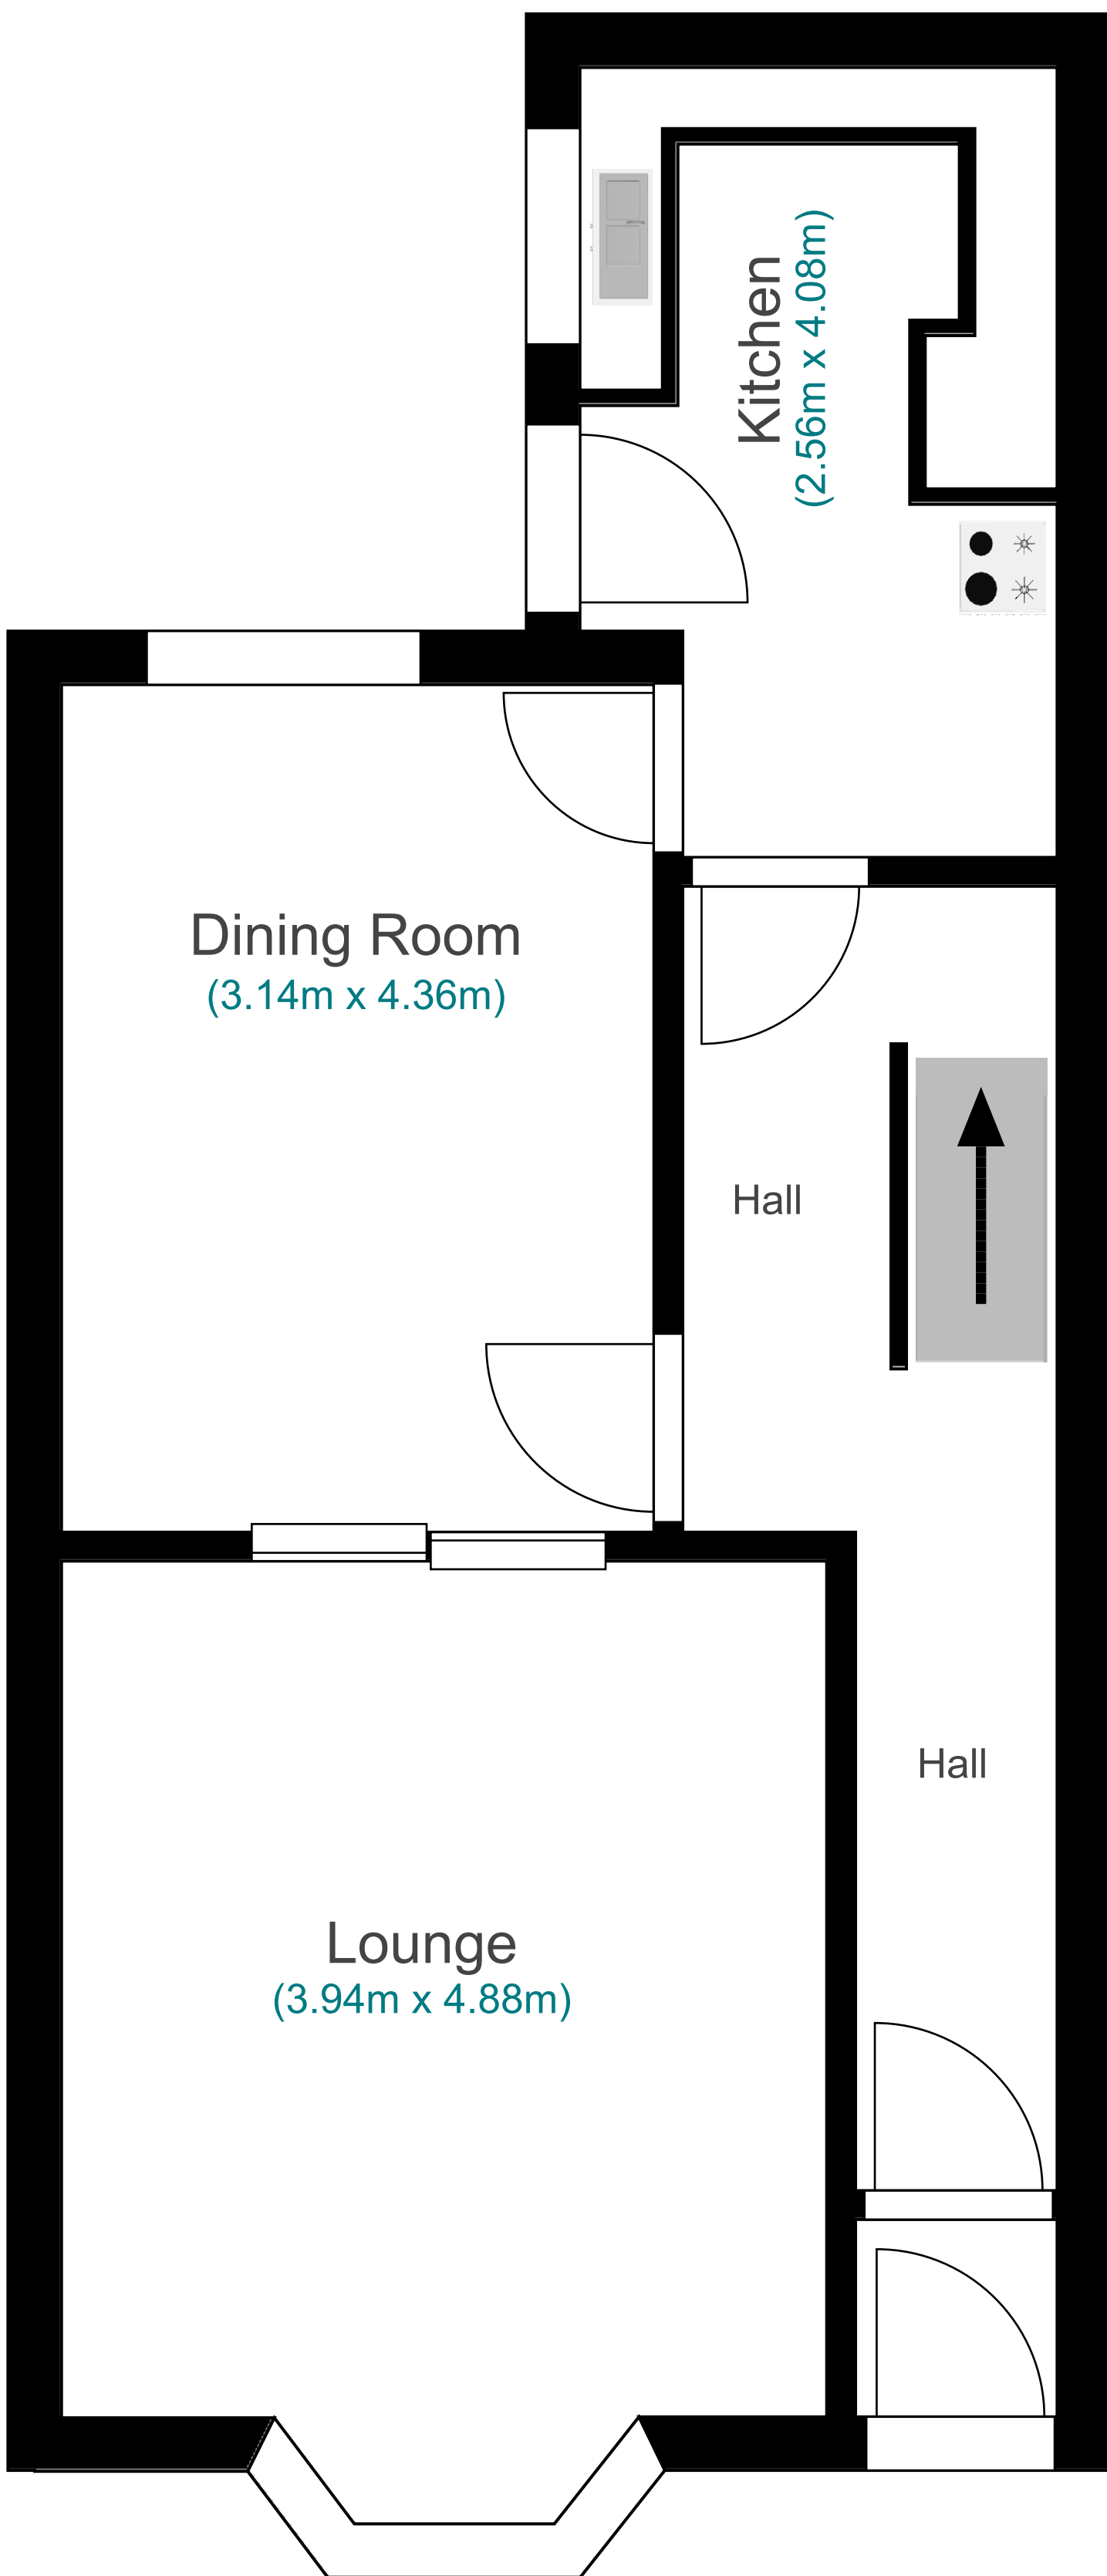 Kitchen
(2.56m x 4.08m)
Dining Room
(3.14m x 4.36m)
Hall
Hall
Lounge
(3.94m x 4.88m)